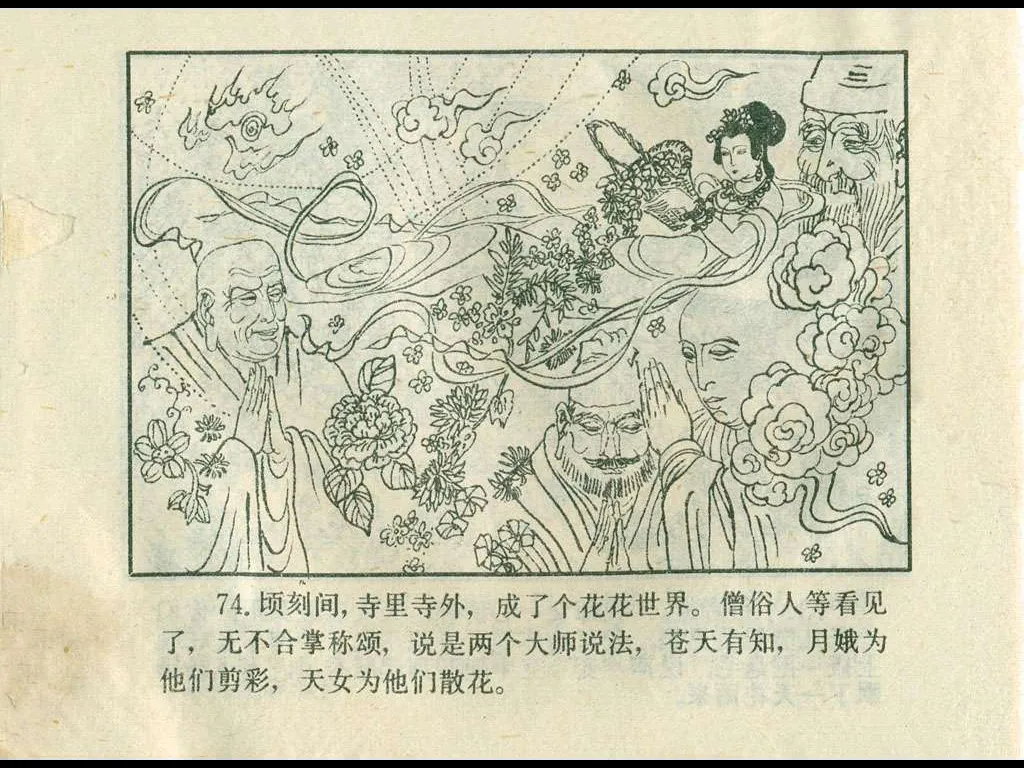 74. 顷刻间,寺里寺外,成了个花花世界。僧俗人等看见
了,无不合掌称颂,说是两个大师说法,苍天有知,月娥为
他们剪彩,天女为他们散花。